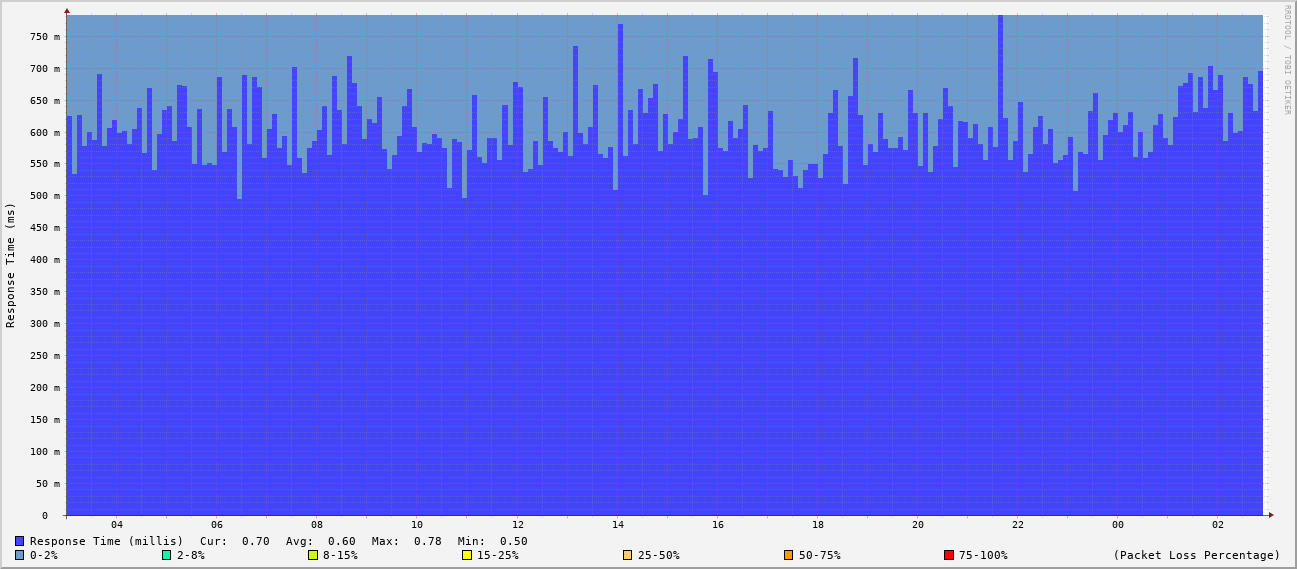 RRDTOOL / TOBI OETIKER
Response Time (ms)
750 m
700 m
650 m
600 m
550 m
500 m
450 m
400 m
350 m
300 m
250 m
200 m
150 m
100 m
50 m
0
04 06 08 10 12 14 16 18 20 22 00 02
Response Time (millis) Cur: 0.70 Avg: 0.60 Max: 0.78 Min: 0.50
0-2% 2-8% 8-15% 15-25% 25-50% 50-75% 75-100% (Packet Loss Percentage)